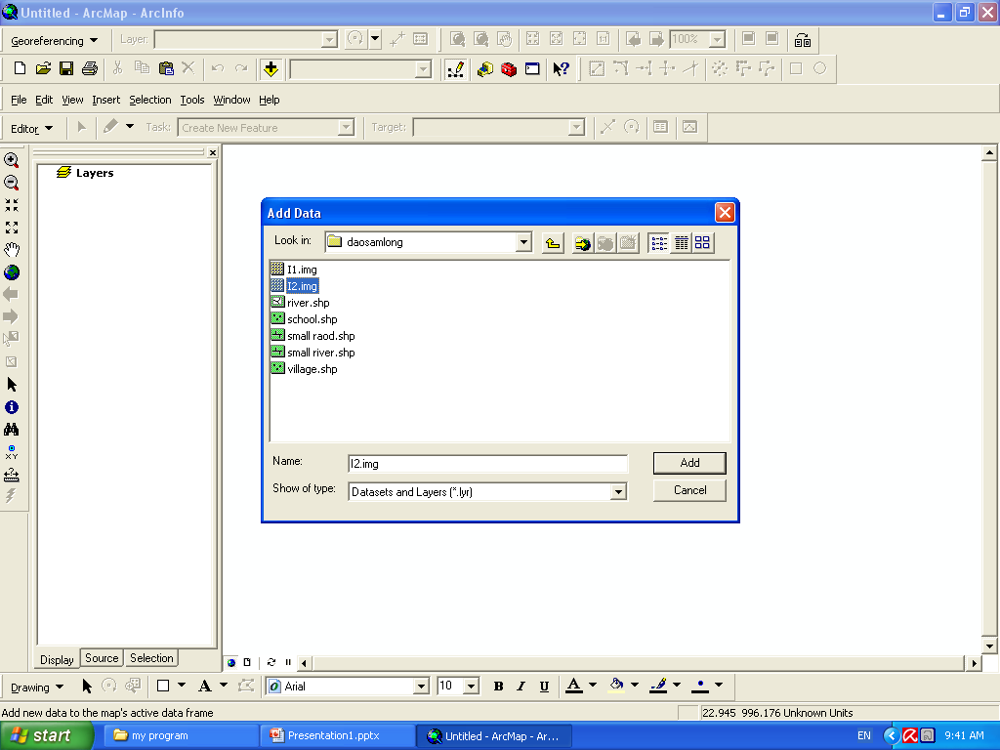 Untitled - ArcMap - ArcInfo
Georeferencing Layer: 100%
File Edit View Insert Selection Tools Window Help
Editor Task: Create New Feature Target:
Layers
Add Data
Look in: daosamlong
I1.img
I2.img
river.shp
school.shp
small raod.shp
small river.shp
village.shp
Name: I2.img Add
Show of type: Datasets and Layers (*.lyr) Cancel
Display Source Selection
Drawing A Arial 10 B I U A
Add new data to the map's active data frame 22.945 996.176 Unknown Units
start my program Presentation1.pptx Untitled - ArcMap - Ar... EN 9:41 AM